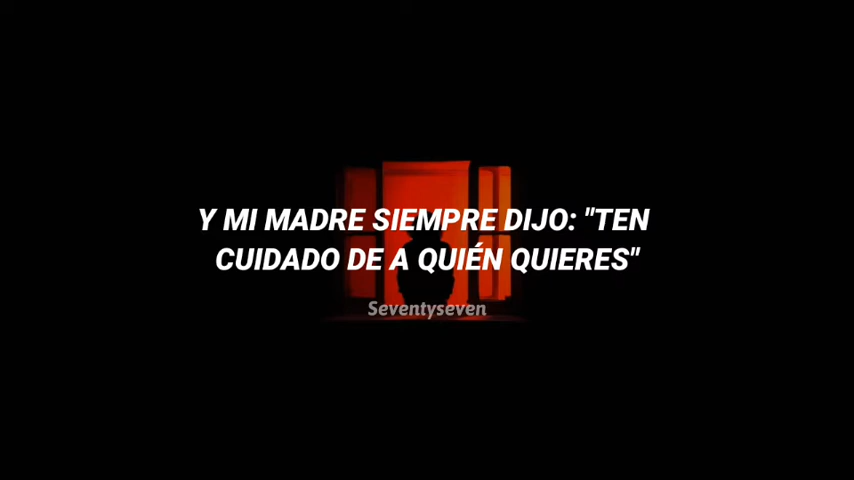 Y MI MADRE SIEMPRE DIJO: "TEN
CUIDADO DE A QUIÉN QUIERES"
Seventyseven